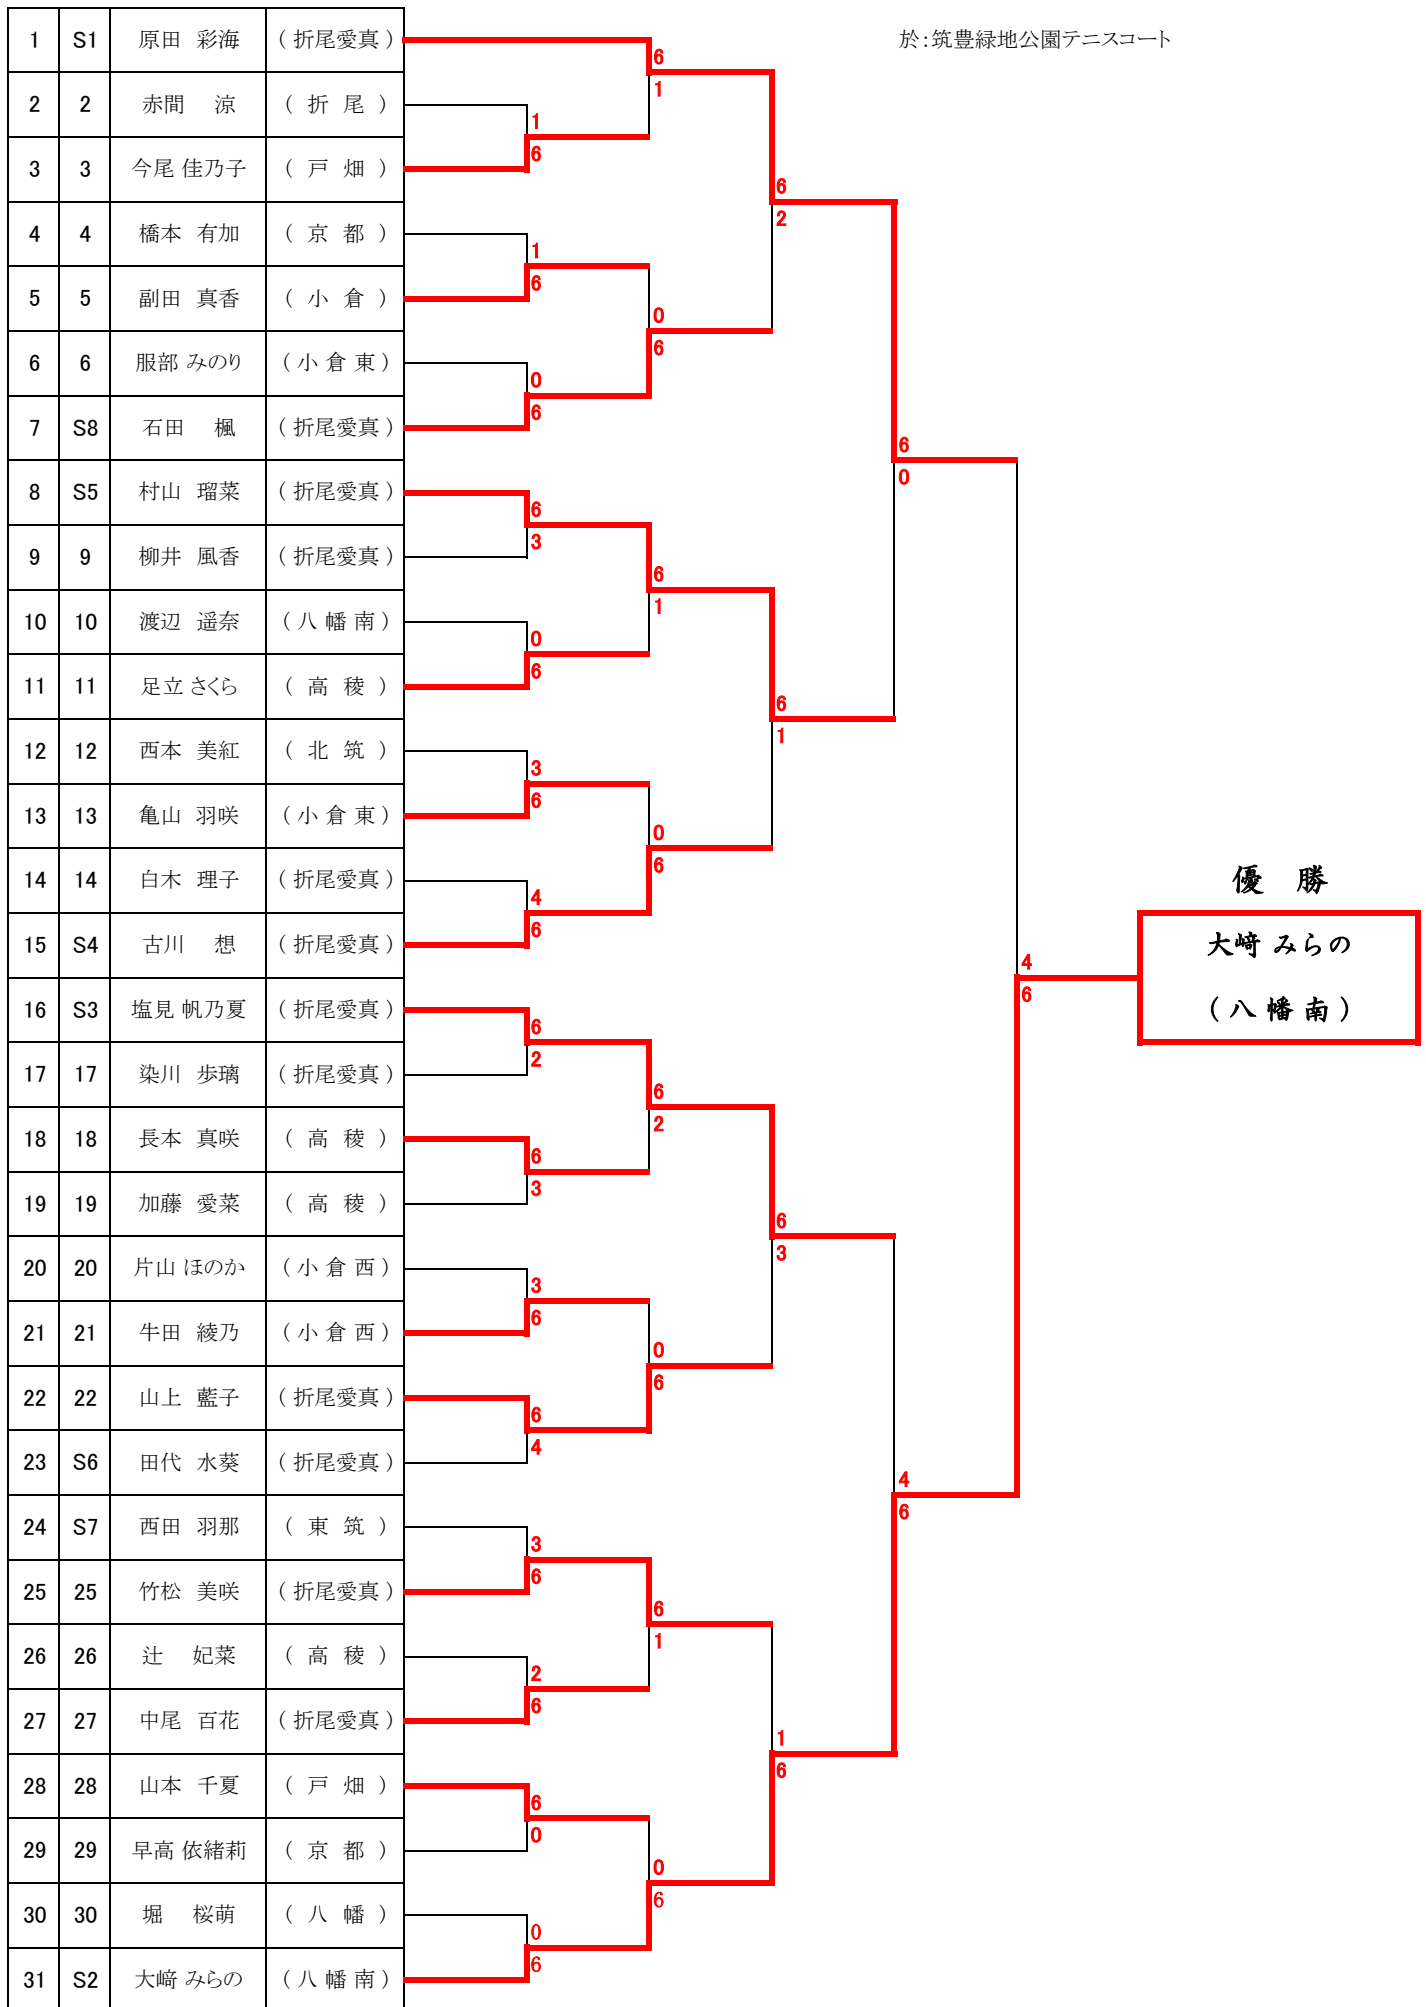 於:筑豊緑地公園テニスコート
1 S1 原田 彩海 (折尾愛真)
2 2 赤間 涼 (折尾)
3 3 今尾 佳乃子 (戸畑)
4 4 橋本 有加 (京都)
5 5 副田 真香 (小倉)
6 6 服部 みのり (小倉東)
7 S8 石田 楓 (折尾愛真)
8 S5 村山 瑠菜 (折尾愛真)
9 9 柳井 風香 (折尾愛真)
10 10 渡辺 遥奈 (八幡南)
11 11 足立 さくら (高稜)
12 12 西本 美紅 (北筑)
13 13 亀山 羽咲 (小倉東)
14 14 白木 理子 (折尾愛真)
15 S4 古川 想 (折尾愛真)
16 S3 塩見 帆乃夏 (折尾愛真)
17 17 染川 歩璃 (折尾愛真)
18 18 長本 真咲 (高稜)
19 19 加藤 愛菜 (高稜)
20 20 片山 ほのか (小倉西)
21 21 牛田 綾乃 (小倉西)
22 22 山上 藍子 (折尾愛真)
23 S6 田代 水葵 (折尾愛真)
24 S7 西田 羽那 (東筑)
25 25 竹松 美咲 (折尾愛真)
26 26 辻 妃菜 (高稜)
27 27 中尾 百花 (折尾愛真)
28 28 山本 千夏 (戸畑)
29 29 早高 依緒莉 (京都)
30 30 堀 桜萌 (八幡)
31 S2 大﨑 みらの (八幡南)
1
6
1
6
0
6
6
3
0
6
3
6
4
6
6
2
6
3
3
6
6
4
3
6
2
6
6
0
0
6
6
1
0
6
6
1
0
6
6
2
0
6
6
1
0
6
6
2
6
1
6
3
1
6
6
0
4
6
4
6
優 勝
大﨑 みらの
(八幡南)